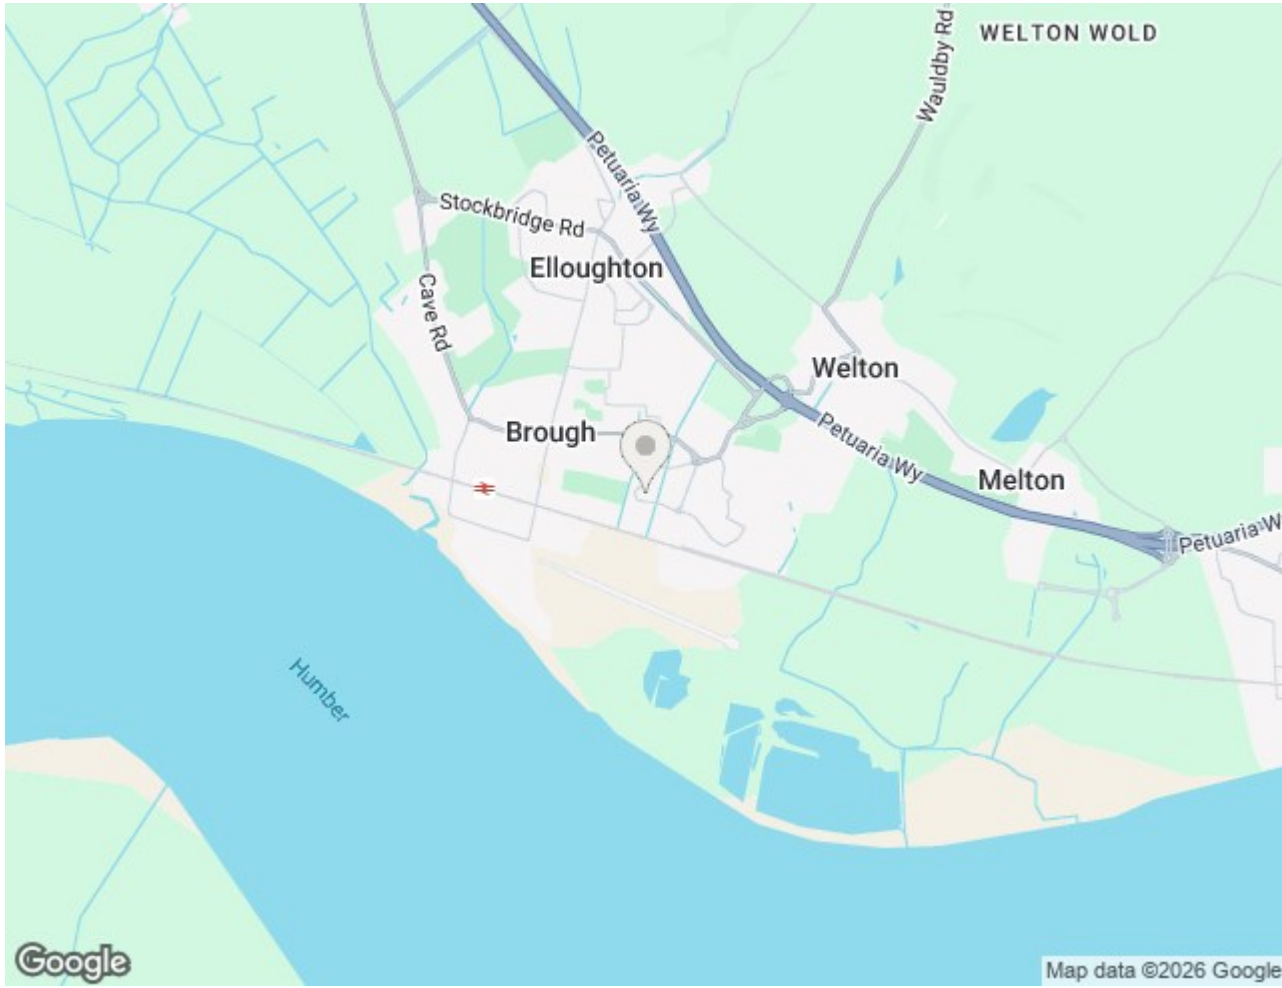 WELTON WOLD
Wauldby Rd
Petuaria Wy
Stockbridge Rd
Elloughton
Cave Rd
Welton
Brough
Petuaria Wy
Melton
Petuaria W
Humber
Google
Map data ©2026 Google